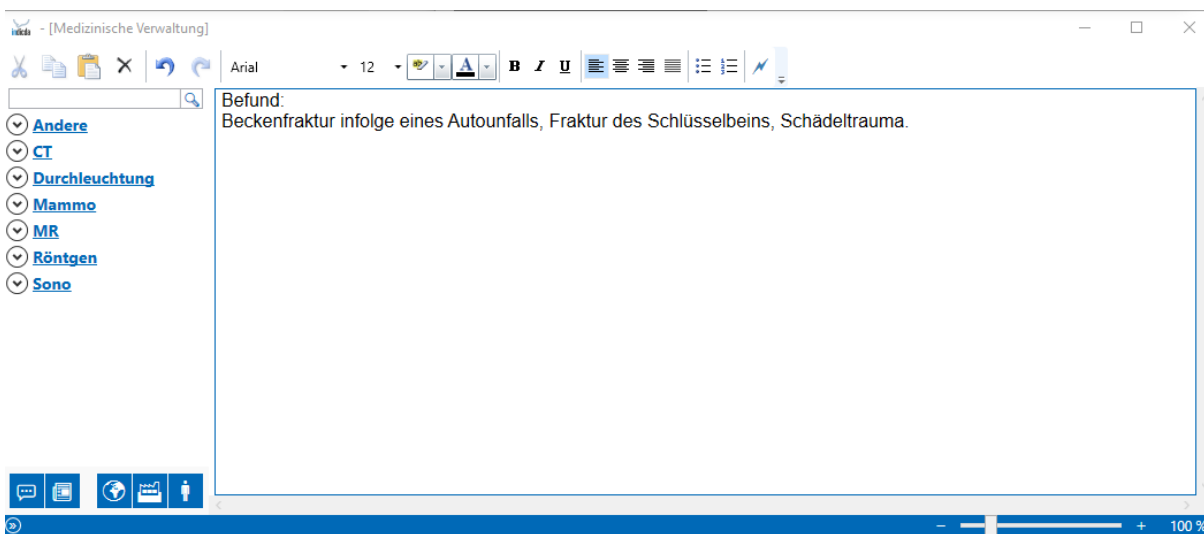 - [Medizinische Verwaltung]
Arial 12 A B I U
Befund:
Beckenfraktur infolge eines Autounfalls, Fraktur des Schlüsselbeins, Schädeltrauma.
Andere
CT
Durchleuchtung
Mammo
MR
Röntgen
Sono
100 %